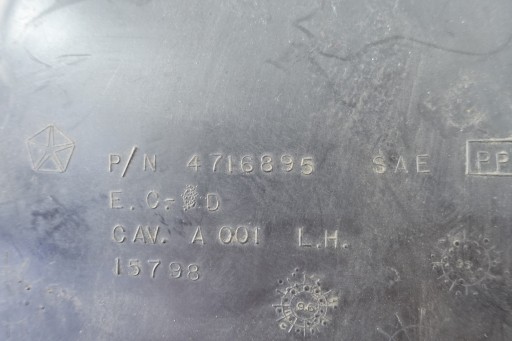 P/N 4716895 SAE PP
E.C.- D
CAV. A 001 L.H.
15798